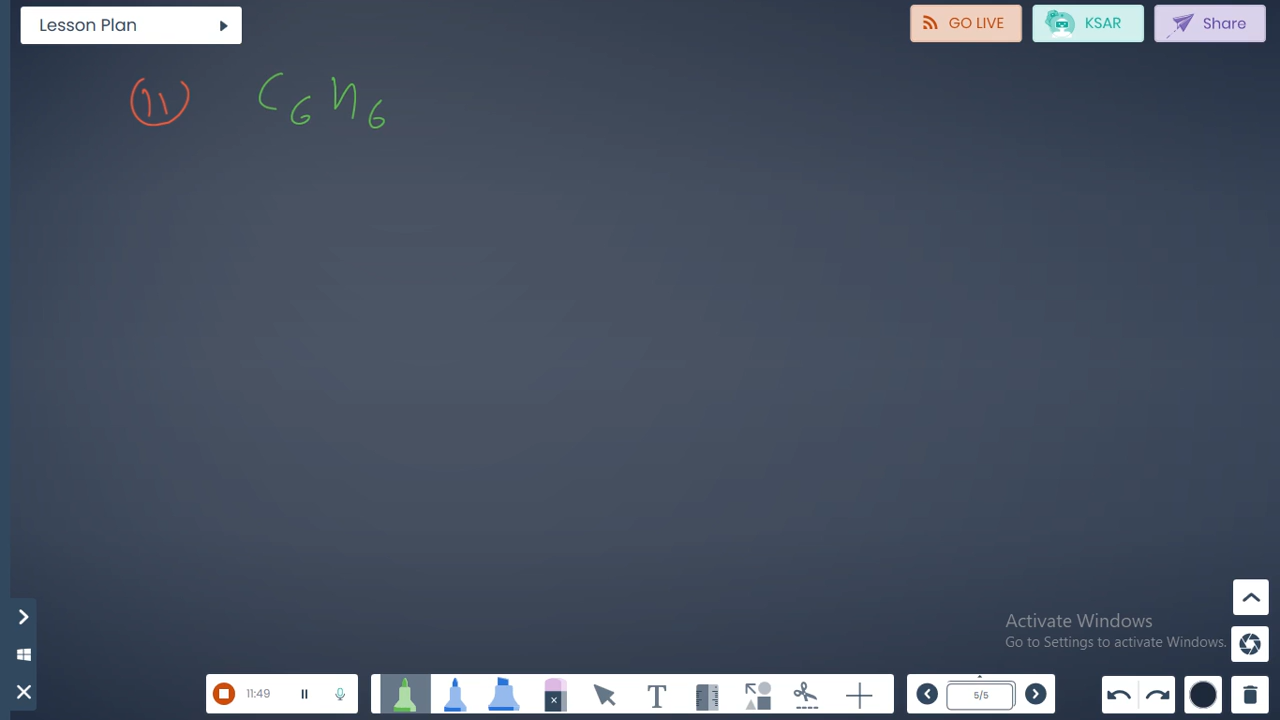 Lesson Plan
GO LIVE
KSAR
Share
11 C6H6
Activate Windows
Go to Settings to activate Windows.
11:49
T
5/5